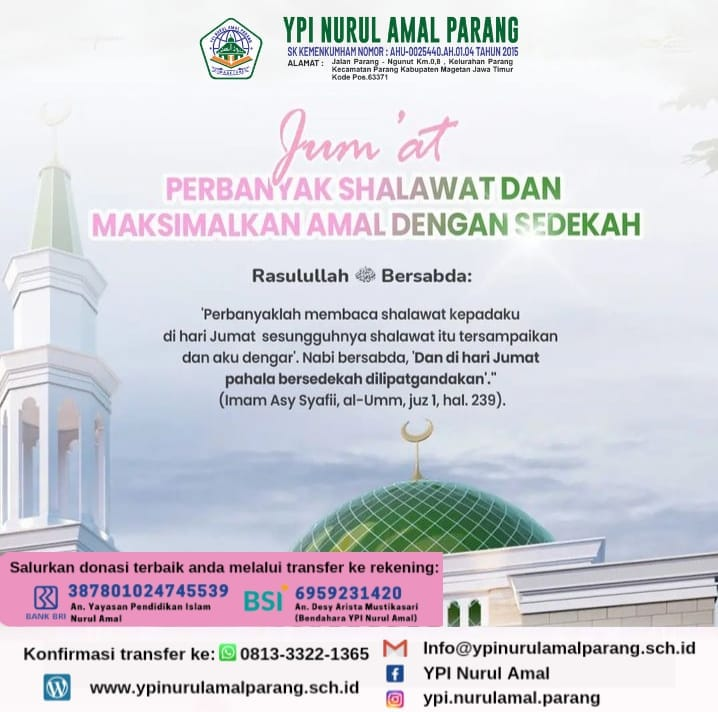 YPI NURUL AMAL PARANG
SK KEMENKUMHAM NOMOR : AHU-0025440.AH.01.04 TAHUN 2015
ALAMAT : Jalan Parang - Ngunut Km.0,8 , Kelurahan Parang
Kecamatan Parang Kabupaten Magetan Jawa Timur
Kode Pos.63371
Jum'at
PERBANYAK SHALAWAT DAN
MAKSIMALKAN AMAL DENGAN SEDEKAH
Rasulullah ﷺ Bersabda:
'Perbanyaklah membaca shalawat kepadaku
di hari Jumat sesungguhnya shalawat itu tersampaikan
dan aku dengar'. Nabi bersabda, 'Dan di hari Jumat
pahala bersedekah dilipatgandakan'."
(Imam Asy Syafii, al-Umm, juz 1, hal. 239).
Salurkan donasi terbaik anda melalui transfer ke rekening:
BANK BRI
387801024745539
An. Yayasan Pendidikan Islam
Nurul Amal
BSI
6959231420
An. Desy Arista Mustikasari
(Bendahara YPI Nurul Amal)
Konfirmasi transfer ke: 0813-3322-1365
www.ypinurulamalparang.sch.id
Info@ypinurulamalparang.sch.id
YPI Nurul Amal
ypi.nurulamal.parang